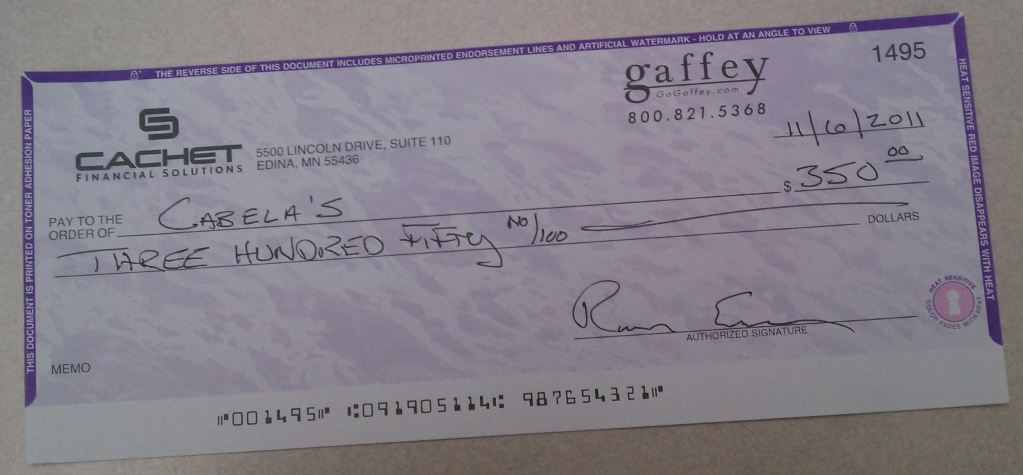 THE REVERSE SIDE OF THIS DOCUMENT INCLUDES MICROPRINTED ENDORSEMENT LINES AND ARTIFICIAL WATERMARK - HOLD AT AN ANGLE TO VIEW
THIS DOCUMENT IS PRINTED ON TONER ADHESION PAPER
HEAT SENSITIVE RED IMAGE DISAPPEARS WITH HEAT
gaffey
GoGaffey.com
800.821.5368
1495
CACHET
FINANCIAL SOLUTIONS
5500 LINCOLN DRIVE, SUITE 110
EDINA, MN 55436
11/6/2011
PAY TO THE
ORDER OF CABELA'S $ 350 00
THREE HUNDRED FIFTY NO/100 DOLLARS
AUTHORIZED SIGNATURE
HEAT SENSITIVE
COLOR FADES WITH HEAT
MEMO
⑈001495⑈ ⑆091905114⑆ 987654321⑈